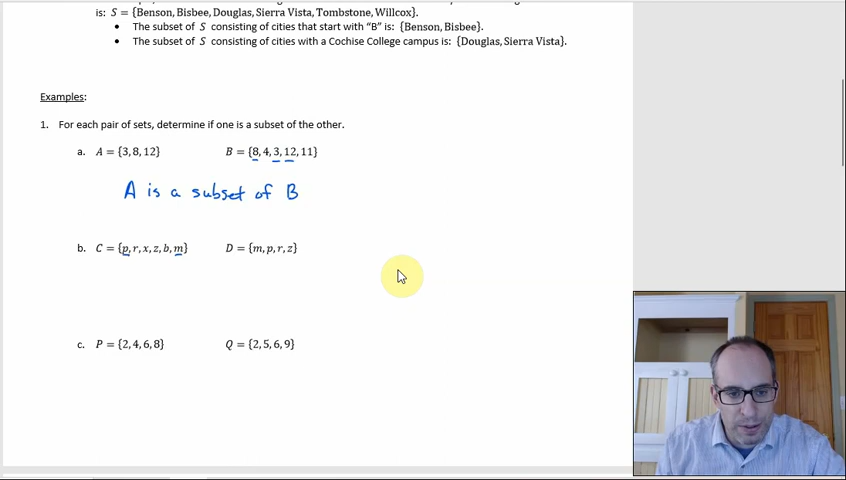 is: S = {Benson, Bisbee, Douglas, Sierra Vista, Tombstone, Willcox}.
• The subset of S consisting of cities that start with “B” is: {Benson, Bisbee}.
• The subset of S consisting of cities with a Cochise College campus is: {Douglas, Sierra Vista}.
Examples:
1. For each pair of sets, determine if one is a subset of the other.
a. A = {3, 8, 12} B = {8, 4, 3, 12, 11}
A is a subset of B
b. C = {p, r, x, z, b, m} D = {m, p, r, z}
c. P = {2, 4, 6, 8} Q = {2, 5, 6, 9}